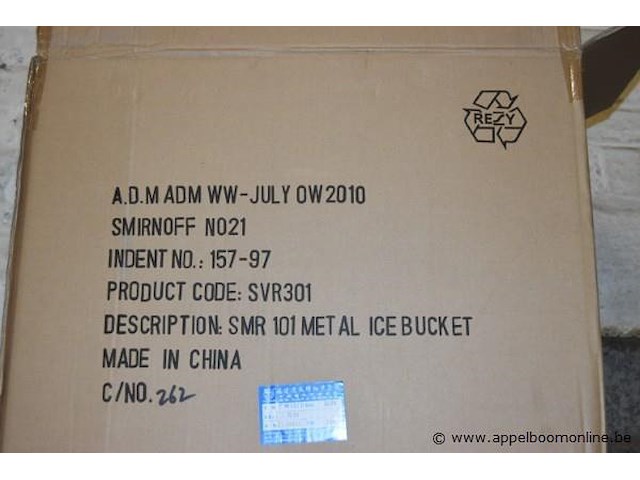 REZY
A.D.M ADM WW-JULY OW2010
SMIRNOFF NO21
INDENT NO.: 157-97
PRODUCT CODE: SVR301
DESCRIPTION: SMR 101 METAL ICE BUCKET
MADE IN CHINA
C/NO. 262
© www.appelboomonline.be